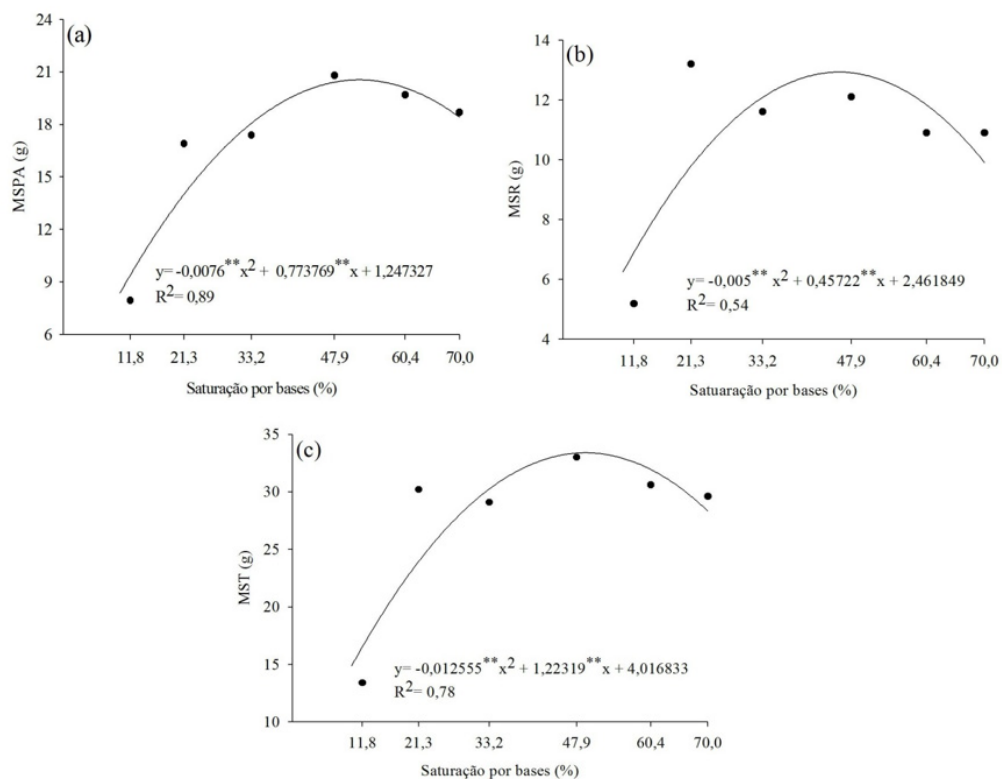 (a)
24
21
18
15
12
9
6
MSPA (g)
y= -0,0076**x2 + 0,773769**x + 1,247327
R2= 0,89
11,8 21,3 33,2 47,9 60,4 70,0
Saturação por bases (%)
(b)
14
12
10
8
6
4
MSR (g)
y= -0,005** x2 + 0,45722**x + 2,461849
R2= 0,54
11,8 21,3 33,2 47,9 60,4 70,0
Satuaração por bases (%)
(c)
35
30
25
20
15
10
MST (g)
y= -0,012555**x2 + 1,22319**x + 4,016833
R2= 0,78
11,8 21,3 33,2 47,9 60,4 70,0
Saturação por bases (%)